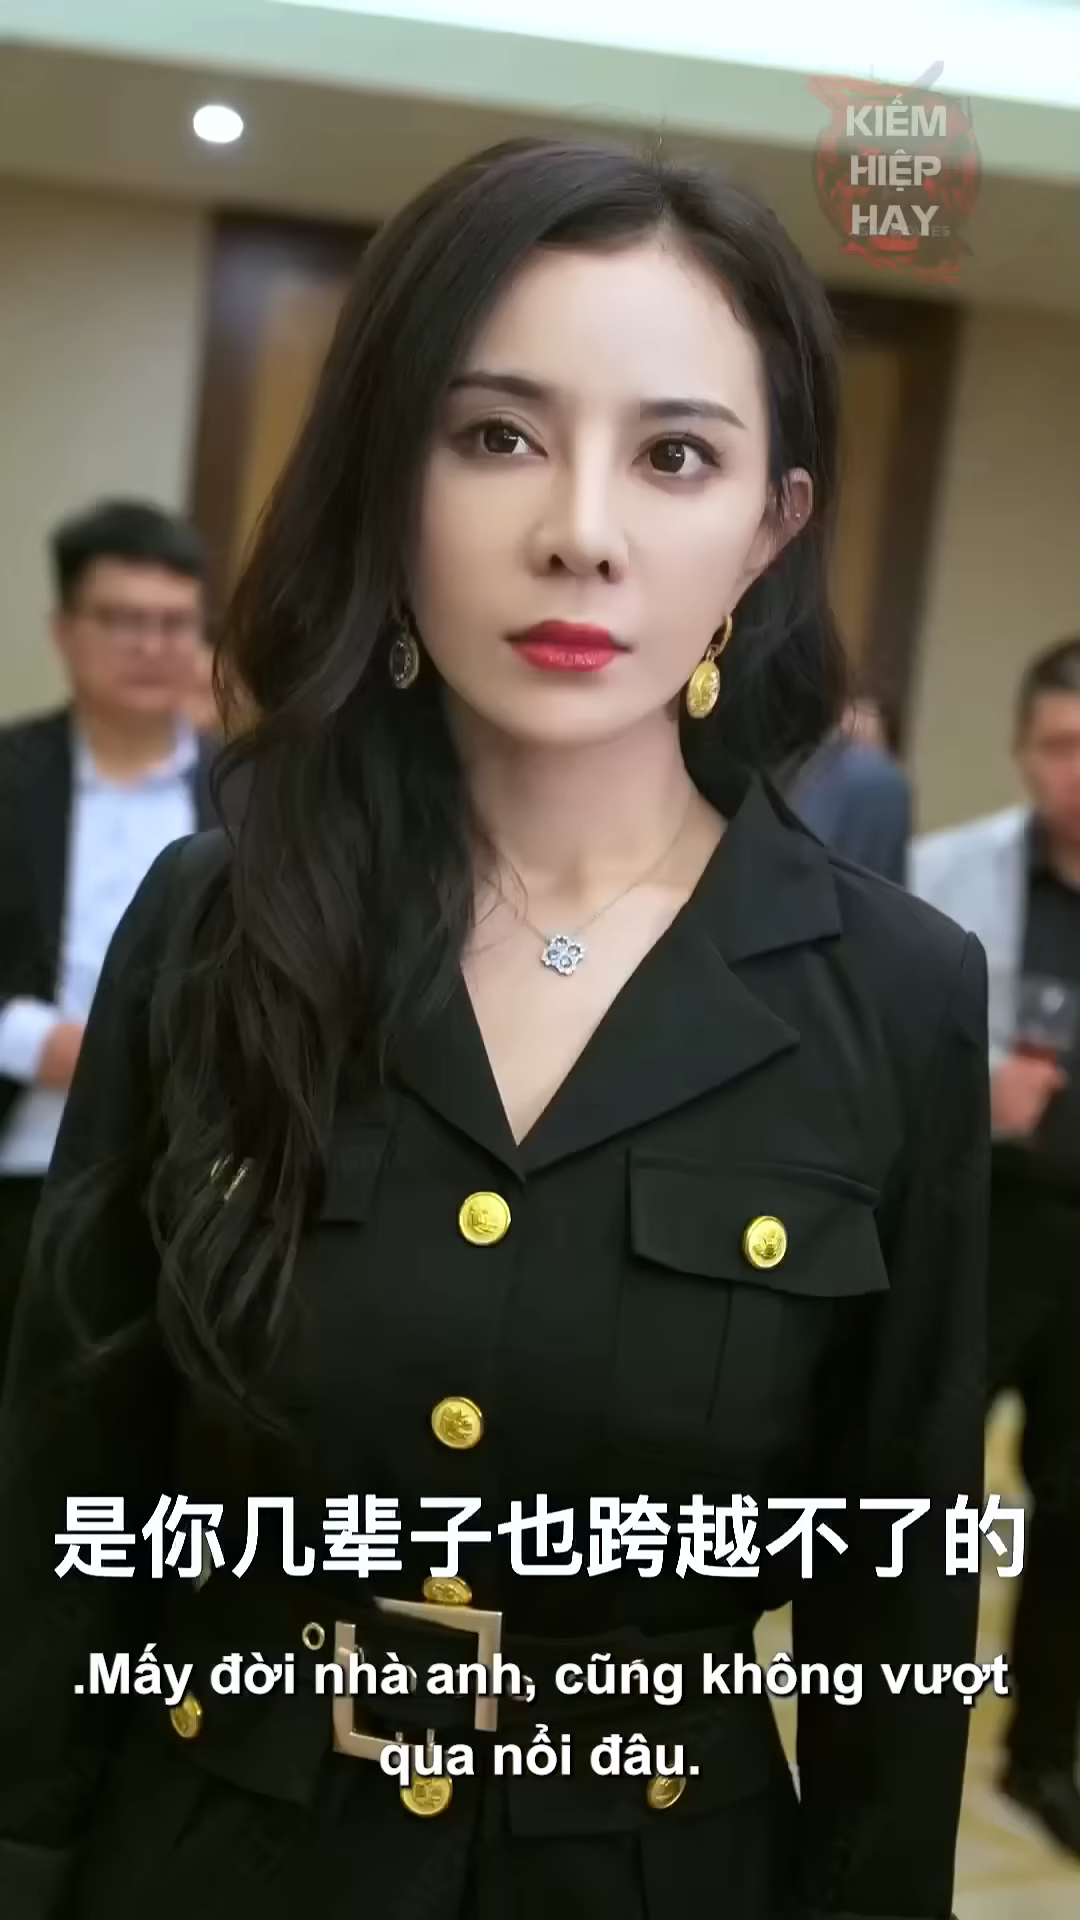 KIẾM
HIỆP
HAY
是你几辈子也跨越不了的
.Mấy đời nhà anh, cũng không vượt
qua nổi đâu.